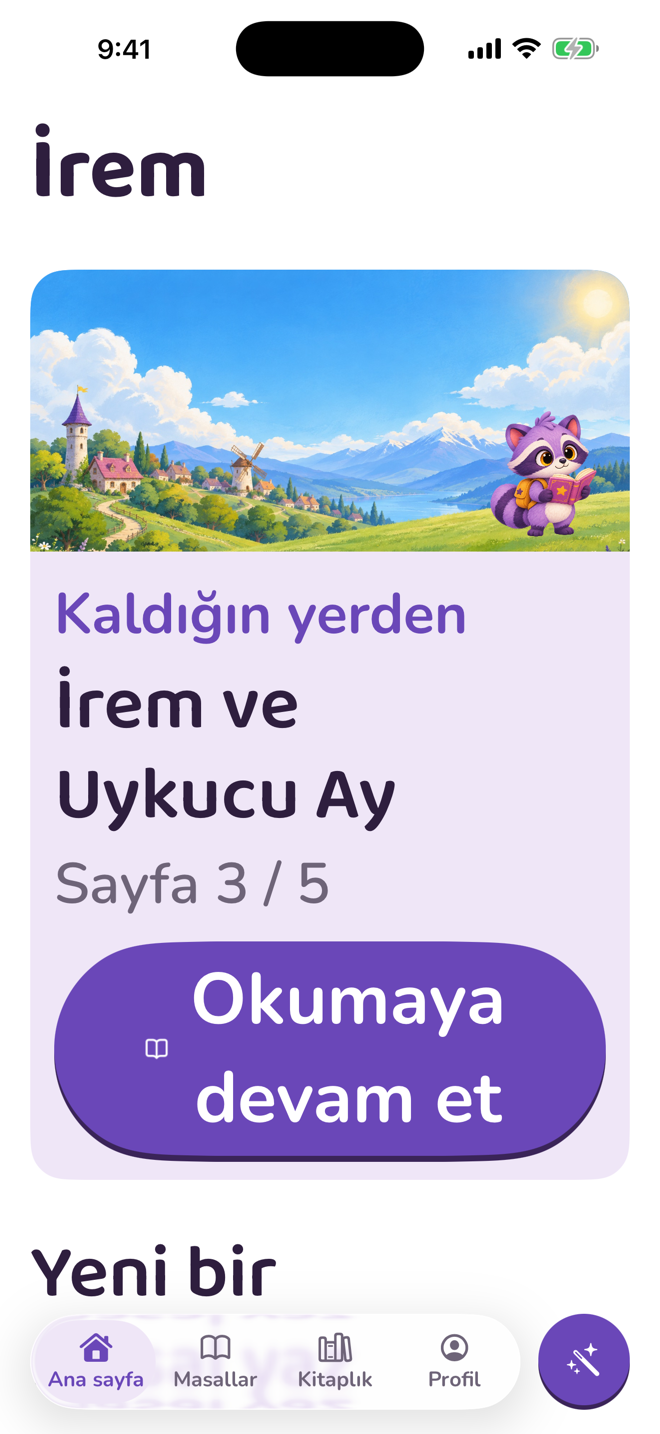 9:41
İrem
Kaldığın yerden
İrem ve
Uykucu Ay
Sayfa 3 / 5
Okumaya
devam et
Yeni bir
Ana sayfa
Masallar
Kitaplık
Profil